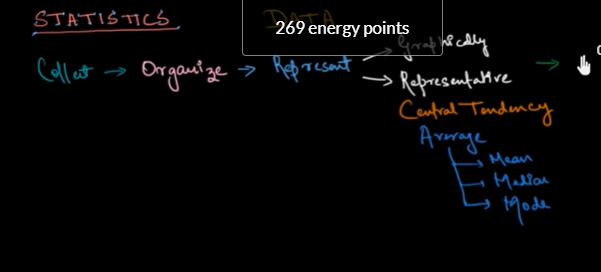 STATISTICS DATA
269 energy points
Graphically
Collect → Organize → Represent
→ Representative →
Central Tendency
Average
→ Mean
→ Median
→ Mode